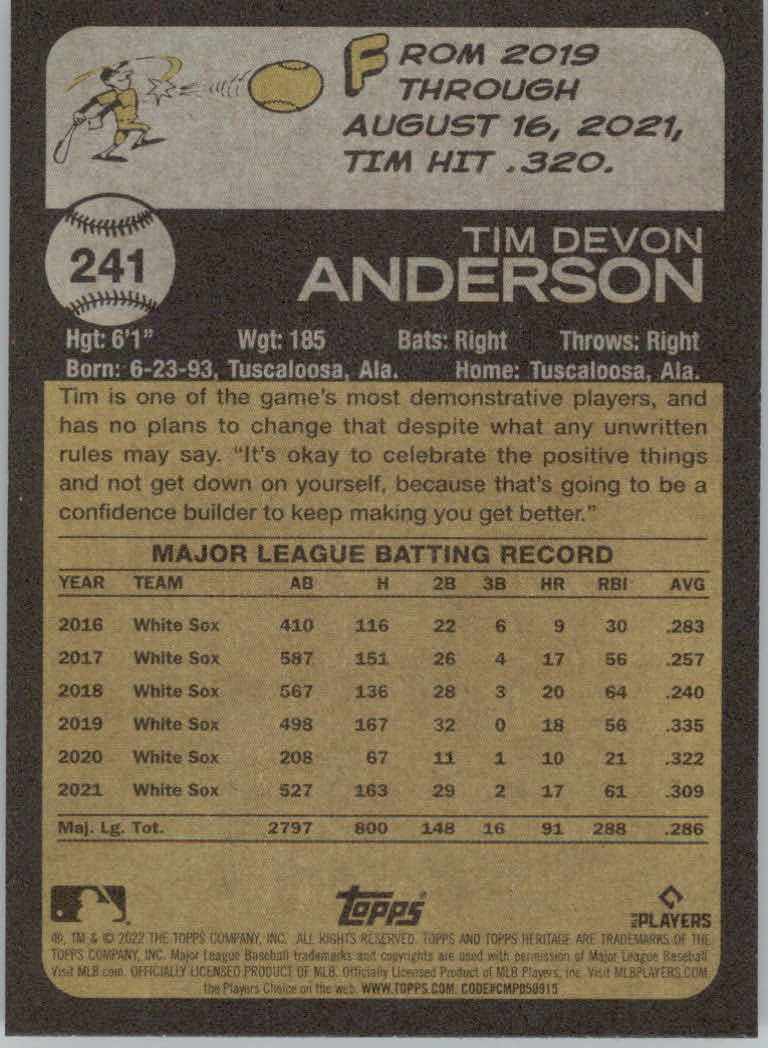 FROM 2019
THROUGH
AUGUST 16, 2021,
TIM HIT .320.
241
TIM DEVON
ANDERSON
Hgt: 6'1" Wgt: 185 Bats: Right Throws: Right
Born: 6-23-93, Tuscaloosa, Ala. Home: Tuscaloosa, Ala.
Tim is one of the game's most demonstrative players, and
has no plans to change that despite what any unwritten
rules may say. "It's okay to celebrate the positive things
and not get down on yourself, because that's going to be a
confidence builder to keep making you get better."
MAJOR LEAGUE BATTING RECORD
YEAR TEAM AB H 2B 3B HR RBI AVG
2016 White Sox 410 116 22 6 9 30 .283
2017 White Sox 587 151 26 4 17 56 .257
2018 White Sox 567 136 28 3 20 64 .240
2019 White Sox 498 167 32 0 18 56 .335
2020 White Sox 208 67 11 1 10 21 .322
2021 White Sox 527 163 29 2 17 61 .309
Maj. Lg. Tot. 2797 800 148 16 91 288 .286
Topps
MLB PLAYERS
®, TM & © 2022 THE TOPPS COMPANY, INC. ALL RIGHTS RESERVED. TOPPS AND TOPPS HERITAGE ARE TRADEMARKS OF THE
TOPPS COMPANY, INC. Major League Baseball trademarks and copyrights are used with permission of Major League Baseball.
Visit MLB.com. OFFICIALLY LICENSED PRODUCT OF MLB. Officially Licensed Product of MLB Players, Inc. Visit MLBPLAYERS.COM
the Players Choice on the web. WWW.TOPPS.COM. CODE#CMP050915